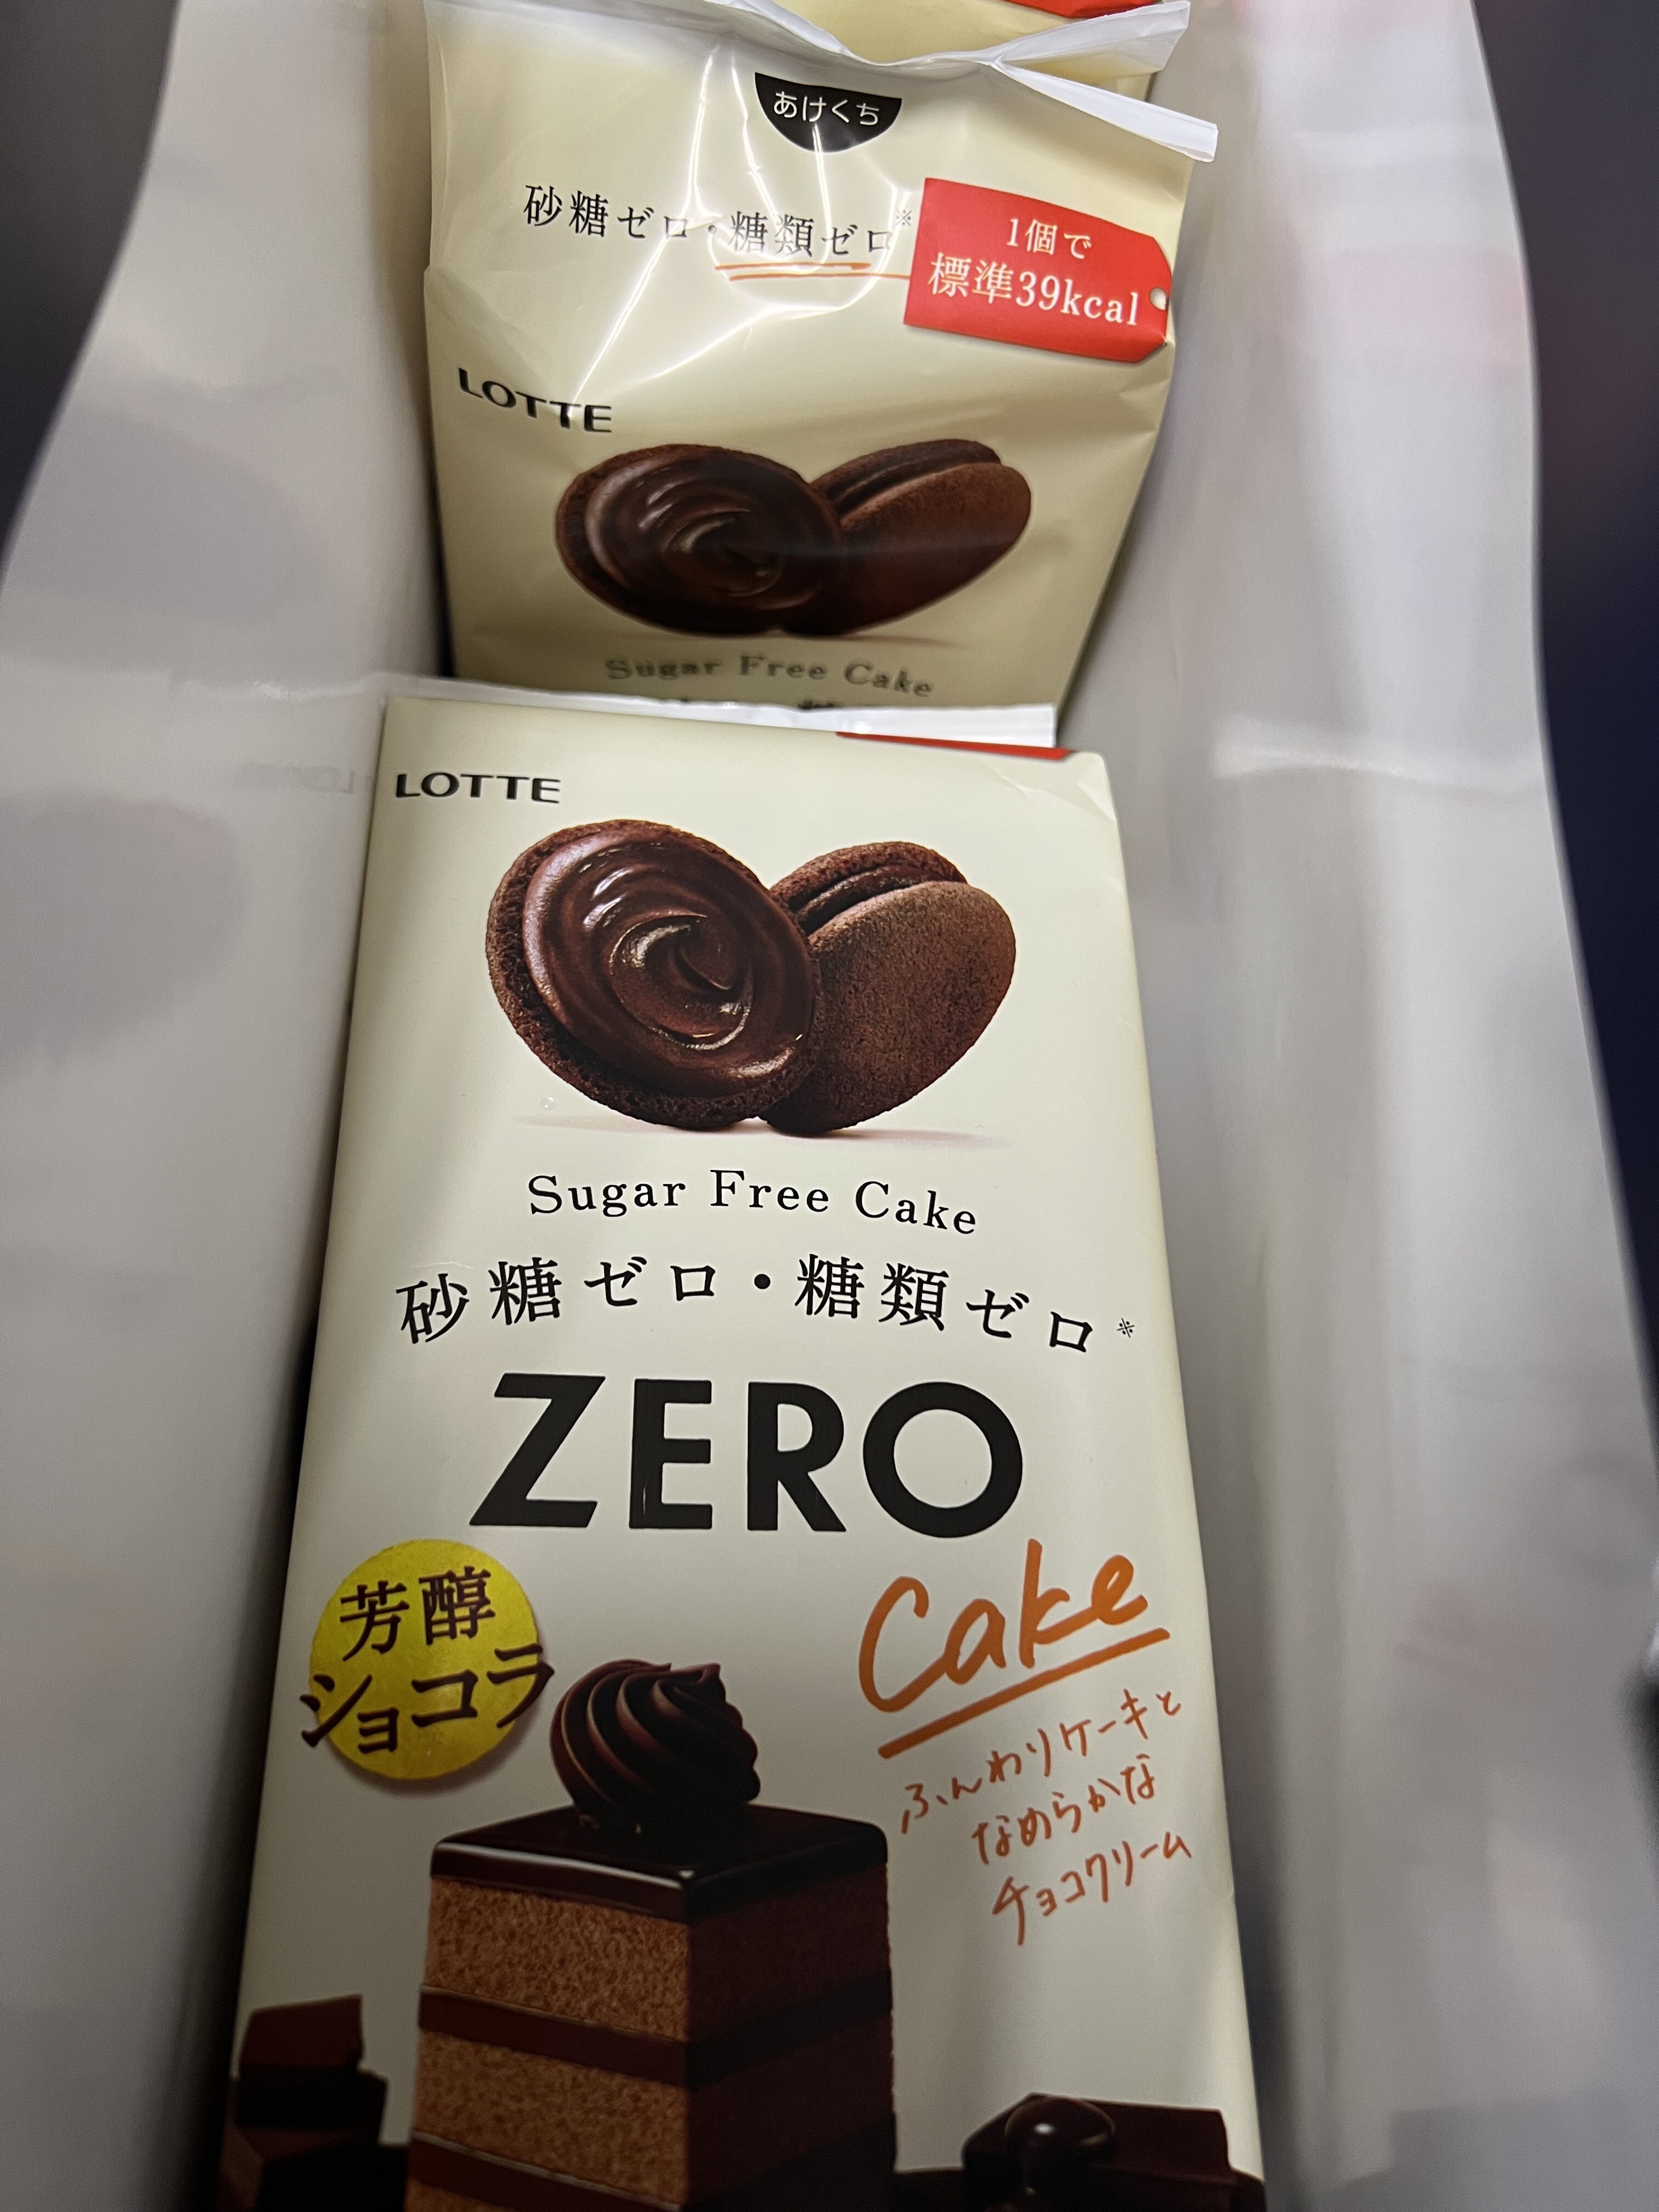 あけくち
砂糖ゼロ・糖類ゼロ※
1個で
標準39kcal
LOTTE
Sugar Free Cake
LOTTE
Sugar Free Cake
砂糖ゼロ・糖類ゼロ※
ZERO
Cake
芳醇
ショコラ
ふんわりケーキと
なめらかな
チョコクリーム